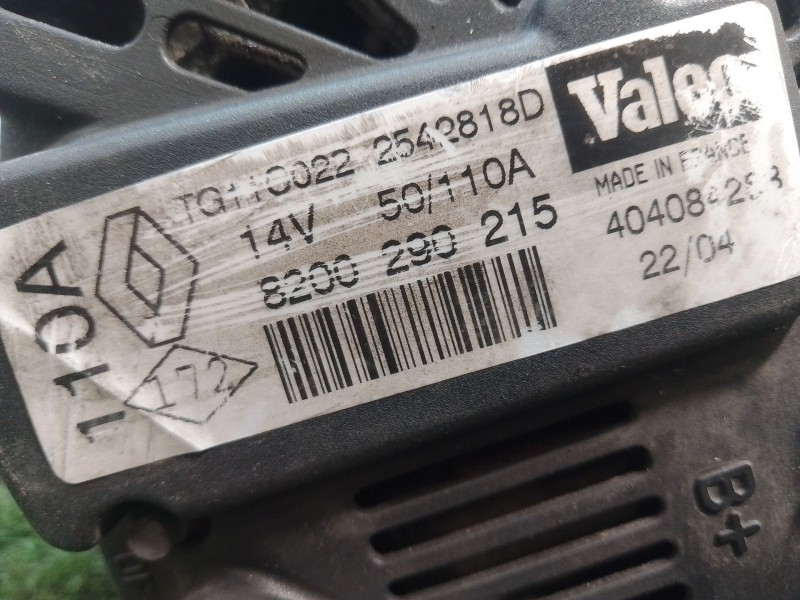 Valeo
TG11C022 2542818D
MADE IN FRANCE
14V 50/110A
8200 290 215
22/04
110A
172
B+